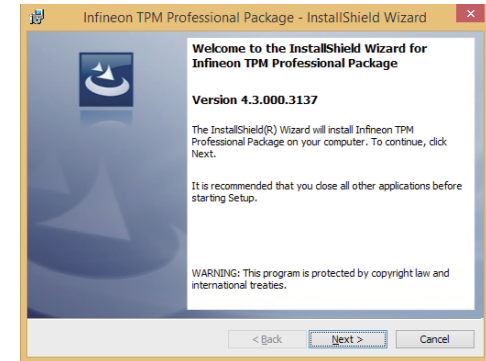 Infineon TPM Professional Package - InstallShield Wizard
Welcome to the InstallShield Wizard for
Infineon TPM Professional Package
Version 4.3.000.3137
The InstallShield(R) Wizard will install Infineon TPM
Professional Package on your computer. To continue, click
Next.
It is recommended that you close all other applications before
starting Setup.
WARNING: This program is protected by copyright law and
international treaties.
< Back Next > Cancel